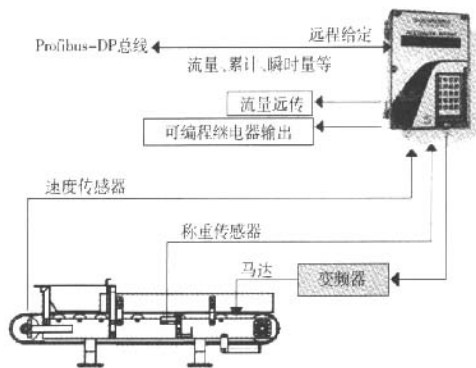 远程给定
Profibus-DP总线
流量、累计、瞬时量等
流量远传
可编程继电器输出
速度传感器
称重传感器
马达
变频器